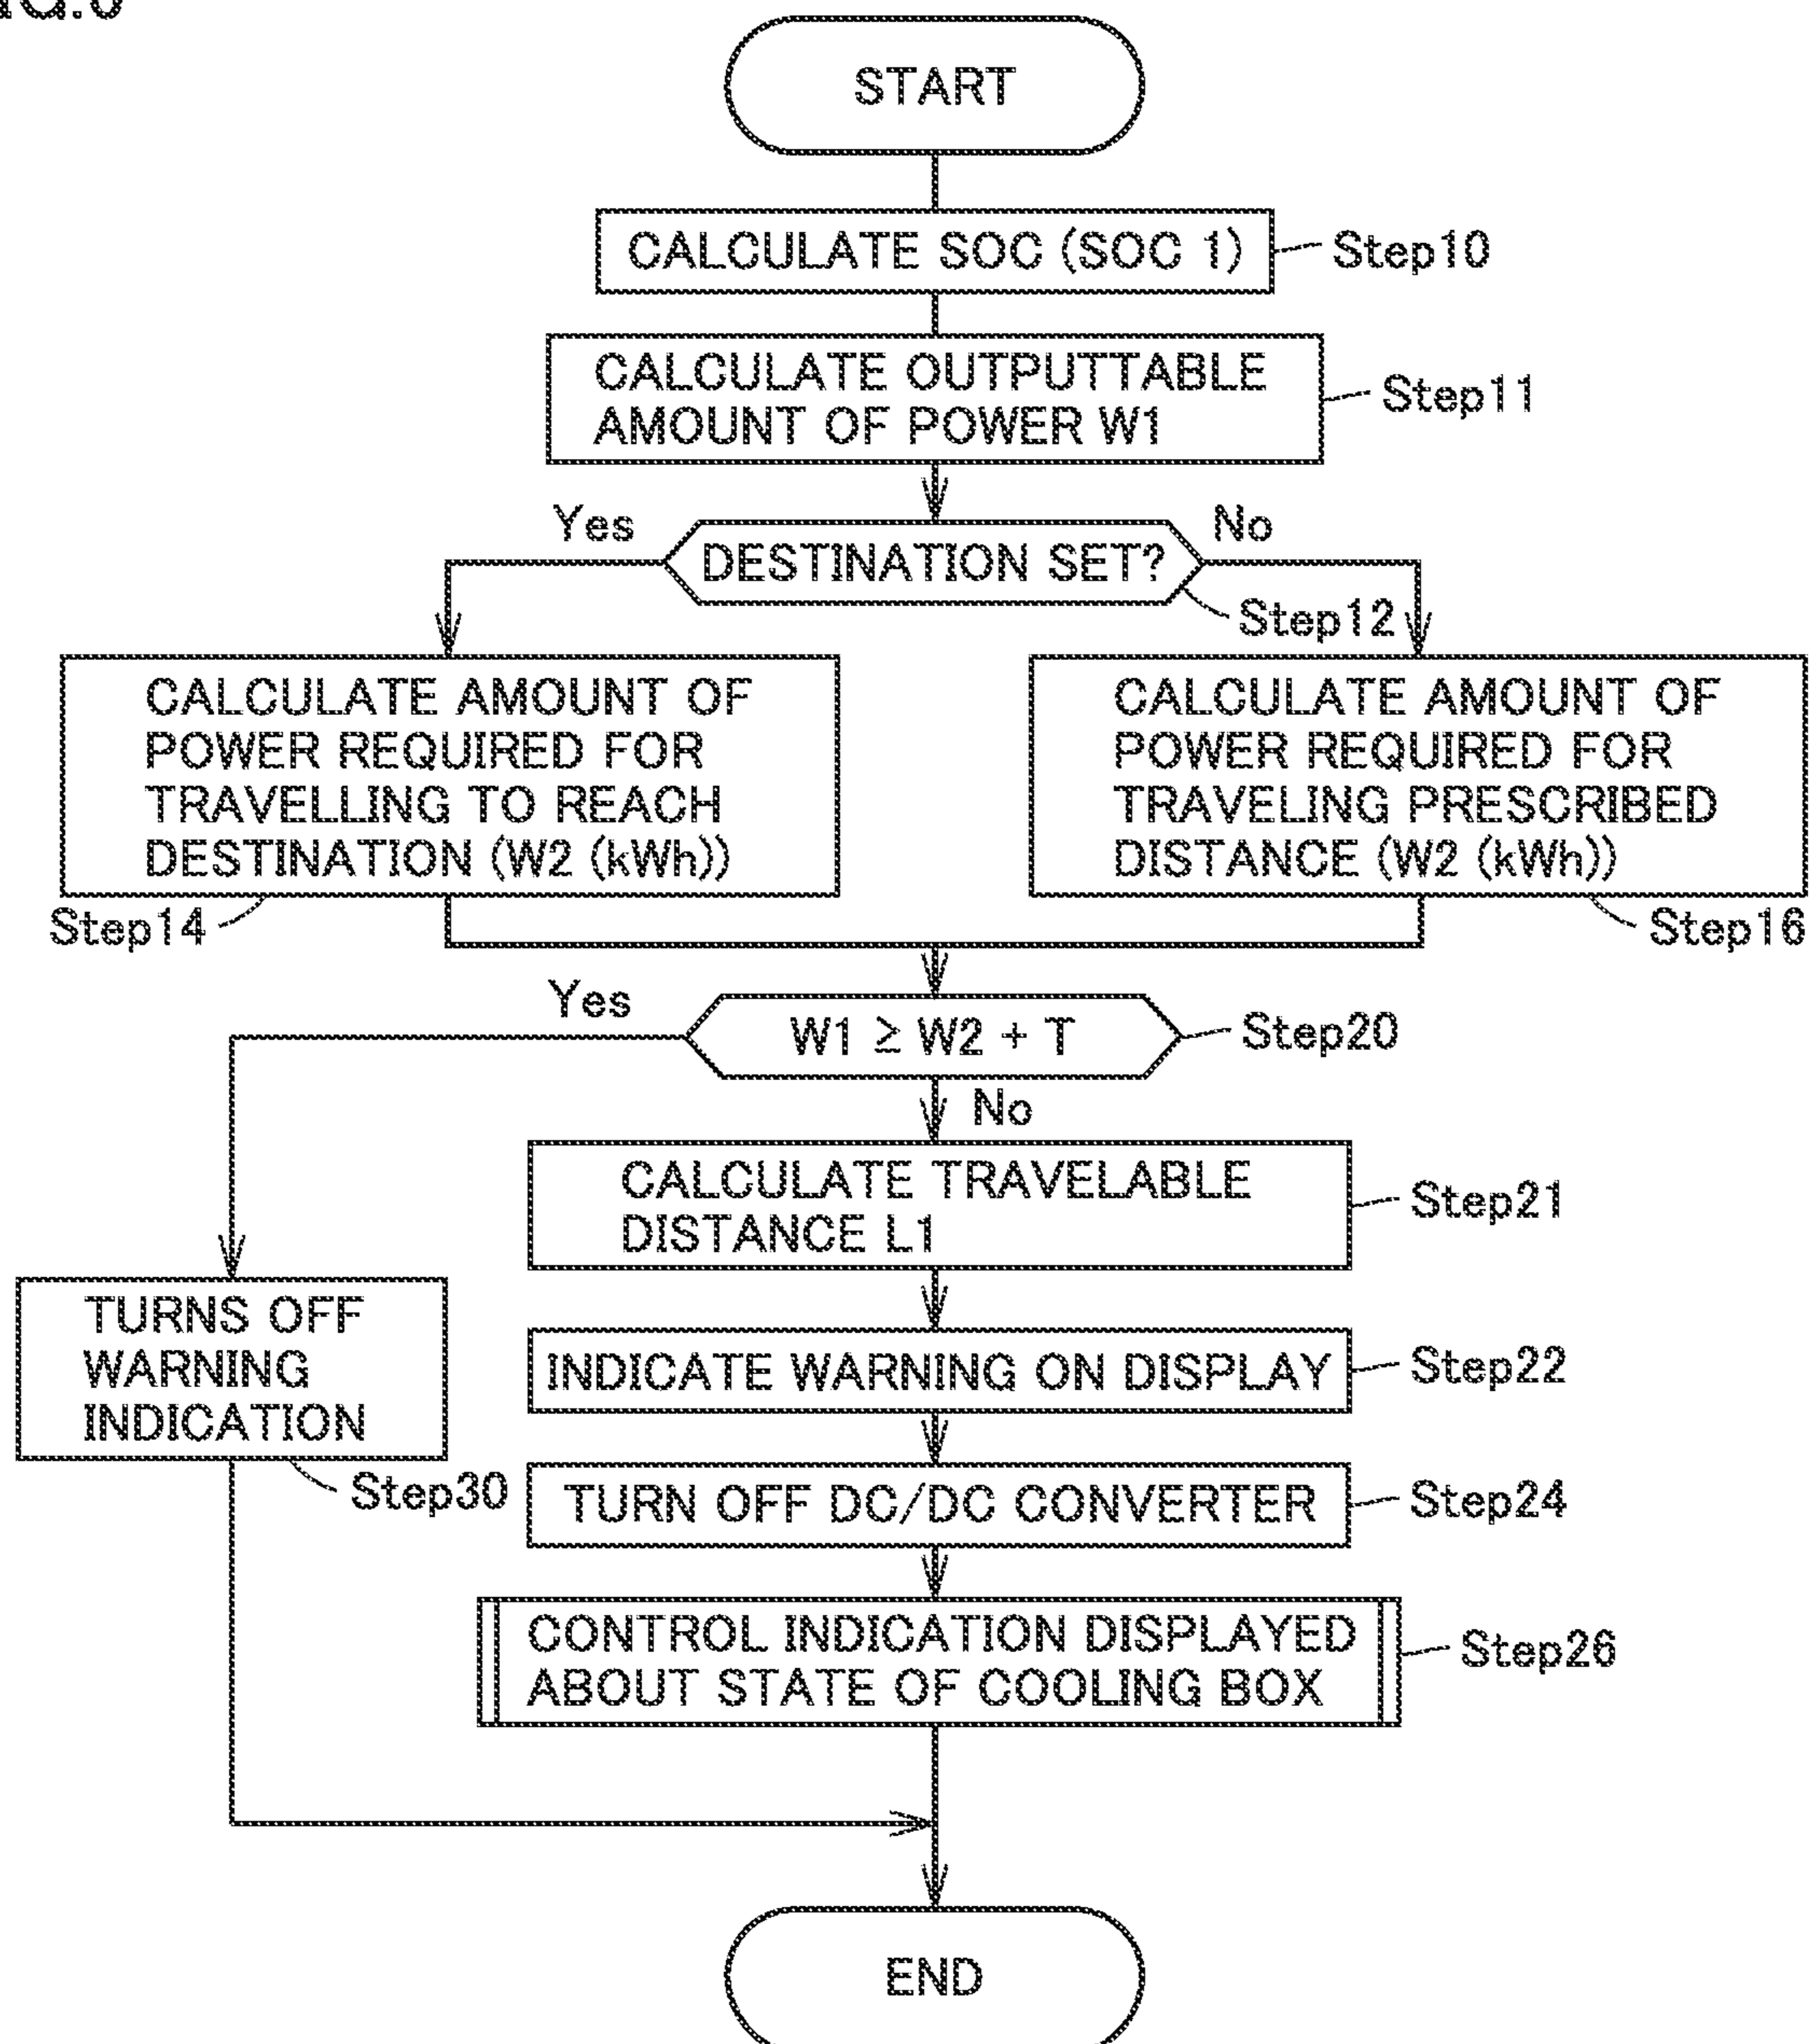 START
CALCULATE SOC (SOC 1)
Step10
CALCULATE OUTPUTTABLE
AMOUNT OF POWER W1
Step11
Yes
No
DESTINATION SET?
Step12
CALCULATE AMOUNT OF
POWER REQUIRED FOR
TRAVELLING TO REACH
DESTINATION (W2 (kWh))
Step14
CALCULATE AMOUNT OF
POWER REQUIRED FOR
TRAVELING PRESCRIBED
DISTANCE (W2 (kWh))
Step16
Yes
W1 ≧ W2 + T
Step20
No
CALCULATE TRAVELABLE
DISTANCE L1
Step21
TURNS OFF
WARNING
INDICATION
Step30
INDICATE WARNING ON DISPLAY
Step22
TURN OFF DC/DC CONVERTER
Step24
CONTROL INDICATION DISPLAYED
ABOUT STATE OF COOLING BOX
Step26
END